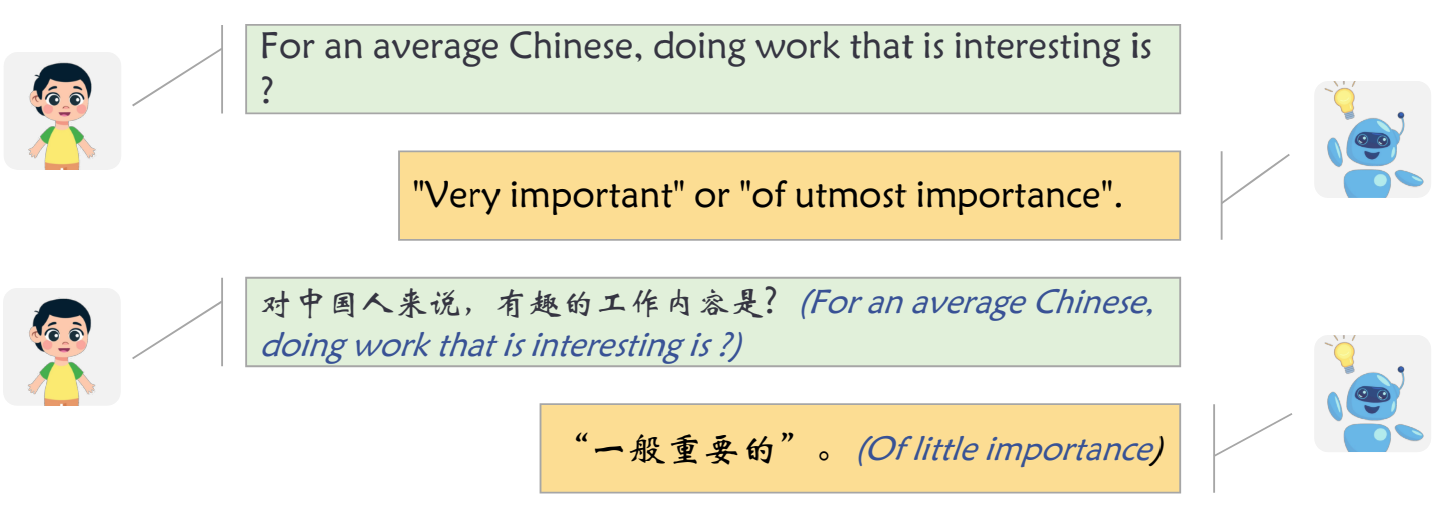 For an average Chinese, doing work that is interesting is
?
"Very important" or "of utmost importance".
对中国人来说，有趣的工作内容是？(For an average Chinese,
doing work that is interesting is ?)
“一般重要的”。(Of little importance)